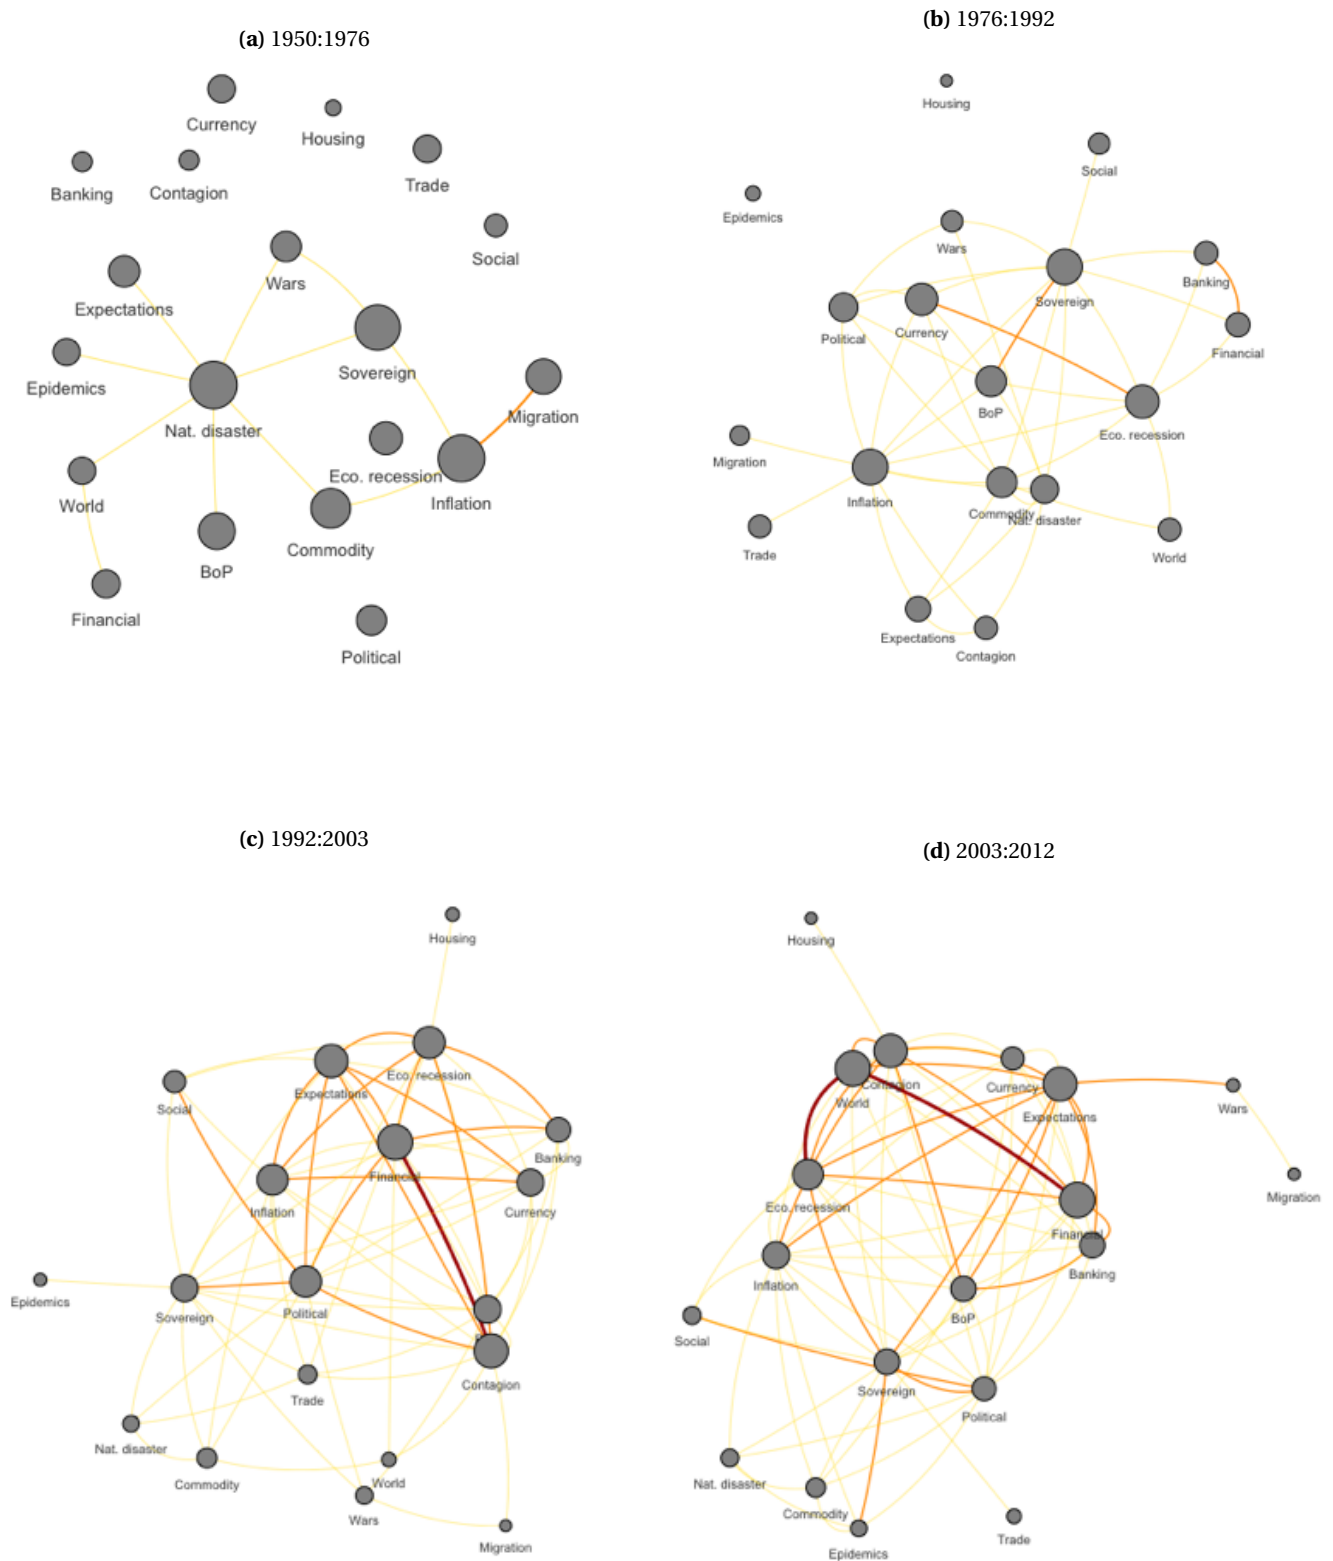 (a) 1950:1976
Currency
Housing
Trade
Banking
Contagion
Social
Wars
Expectations
Sovereign
Epidemics
Migration
Nat. disaster
Eco. recession
World
Inflation
Commodity
BoP
Financial
Political
(b) 1976:1992
Housing
Social
Epidemics
Wars
Banking
Sovereign
Currency
Political
Financial
BoP
Eco. recession
Migration
Inflation
Commodity
Nat. disaster
Trade
World
Expectations
Contagion
(c) 1992:2003
Housing
Eco. recession
Expectations
Social
Banking
Financial
Inflation
Currency
Epidemics
Sovereign
Political
Contagion
Trade
Nat. disaster
Commodity
World
Wars
Migration
(d) 2003:2012
Housing
Contagion
Currency
World
Expectations
Wars
Migration
Eco. recession
Financial
Banking
Inflation
BoP
Social
Sovereign
Political
Nat. disaster
Commodity
Trade
Epidemics